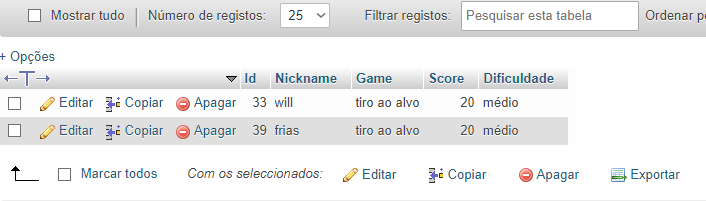 Mostrar tudo Número de registos: 25 Filtrar registos: Pesquisar esta tabela Ordenar
+ Opções
Id Nickname Game Score Dificuldade
Editar Copiar Apagar 33 will tiro ao alvo 20 médio
Editar Copiar Apagar 39 frias tiro ao alvo 20 médio
Marcar todos Com os seleccionados: Editar Copiar Apagar Exportar